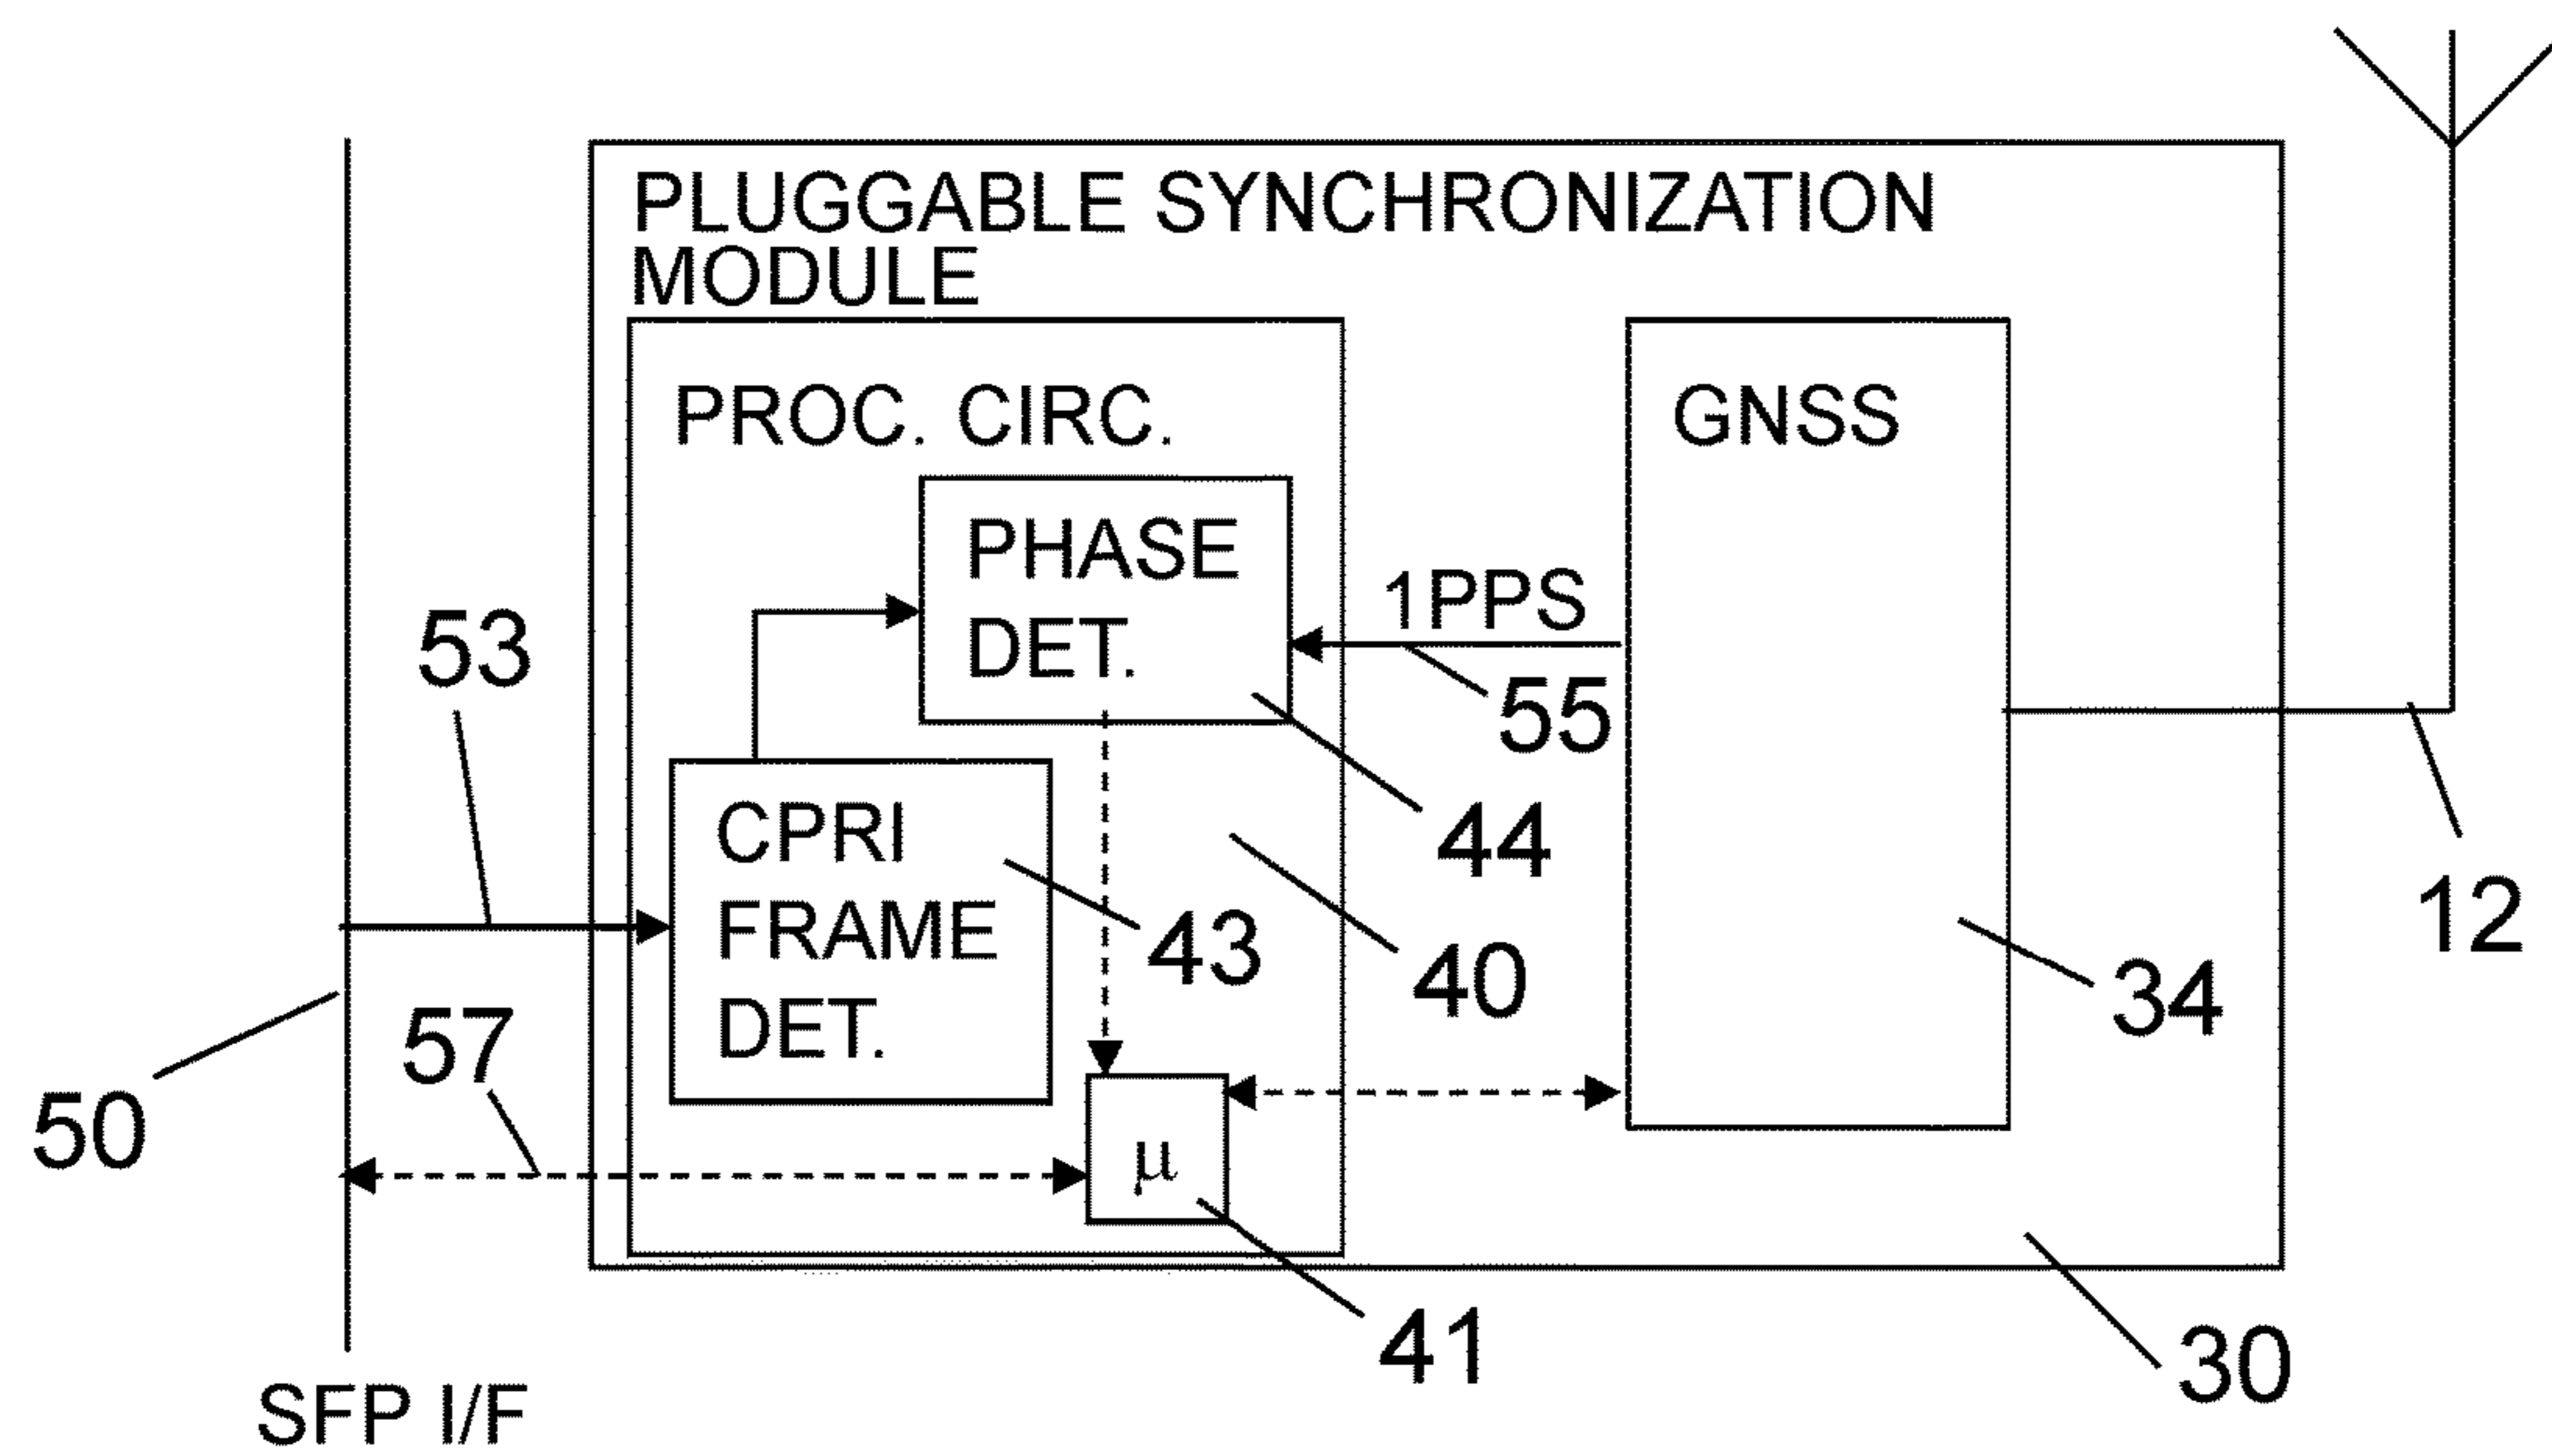 PLUGGABLE SYNCHRONIZATION
MODULE
PROC. CIRC.
GNSS
PHASE
DET.
1PPS
53
55
CPRI
FRAME
DET.
44
43
40
12
34
57
50
μ
41
30
SFP I/F